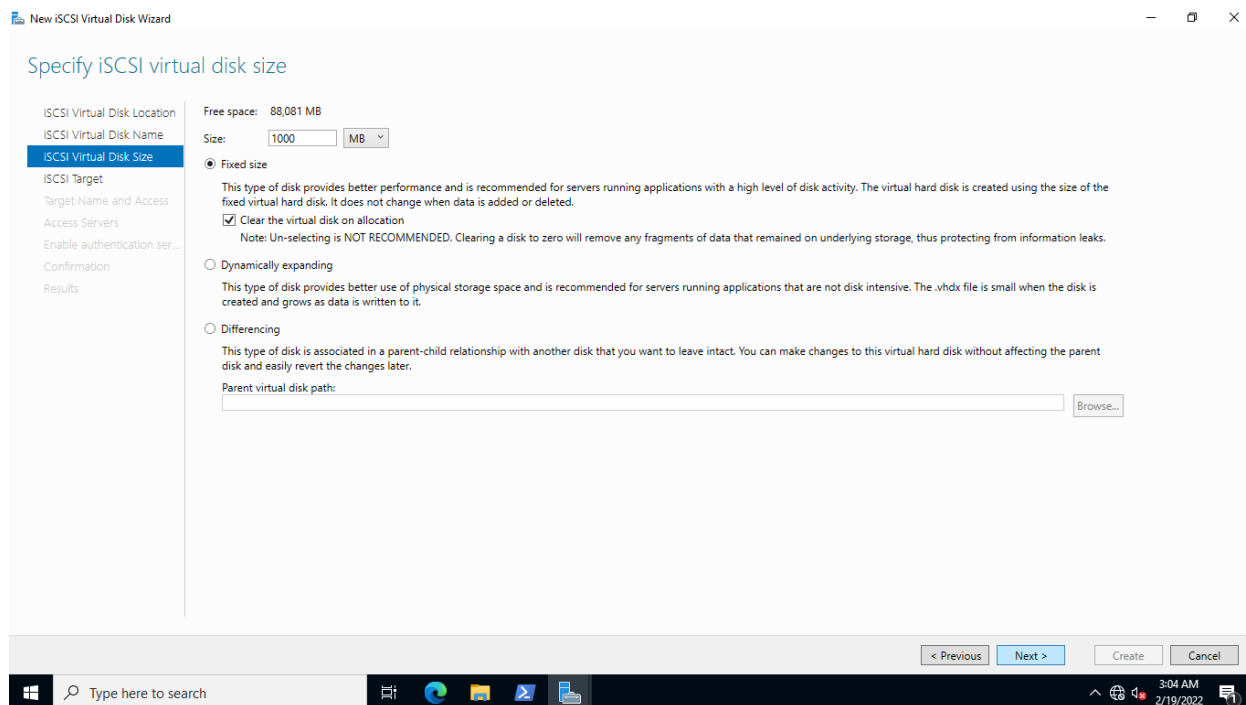 New iSCSI Virtual Disk Wizard
Specify iSCSI virtual disk size
iSCSI Virtual Disk Location
iSCSI Virtual Disk Name
iSCSI Virtual Disk Size
iSCSI Target
Target Name and Access
Access Servers
Enable authentication ser...
Confirmation
Results
Free space: 88,081 MB
Size: 1000 MB
Fixed size
This type of disk provides better performance and is recommended for servers running applications with a high level of disk activity. The virtual hard disk is created using the size of the
fixed virtual hard disk. It does not change when data is added or deleted.
Clear the virtual disk on allocation
Note: Un-selecting is NOT RECOMMENDED. Clearing a disk to zero will remove any fragments of data that remained on underlying storage, thus protecting from information leaks.
Dynamically expanding
This type of disk provides better use of physical storage space and is recommended for servers running applications that are not disk intensive. The .vhdx file is small when the disk is
created and grows as data is written to it.
Differencing
This type of disk is associated in a parent-child relationship with another disk that you want to leave intact. You can make changes to this virtual hard disk without affecting the parent
disk and easily revert the changes later.
Parent virtual disk path:
Browse...
< Previous
Next >
Create
Cancel
Type here to search
3:04 AM
2/19/2022
1